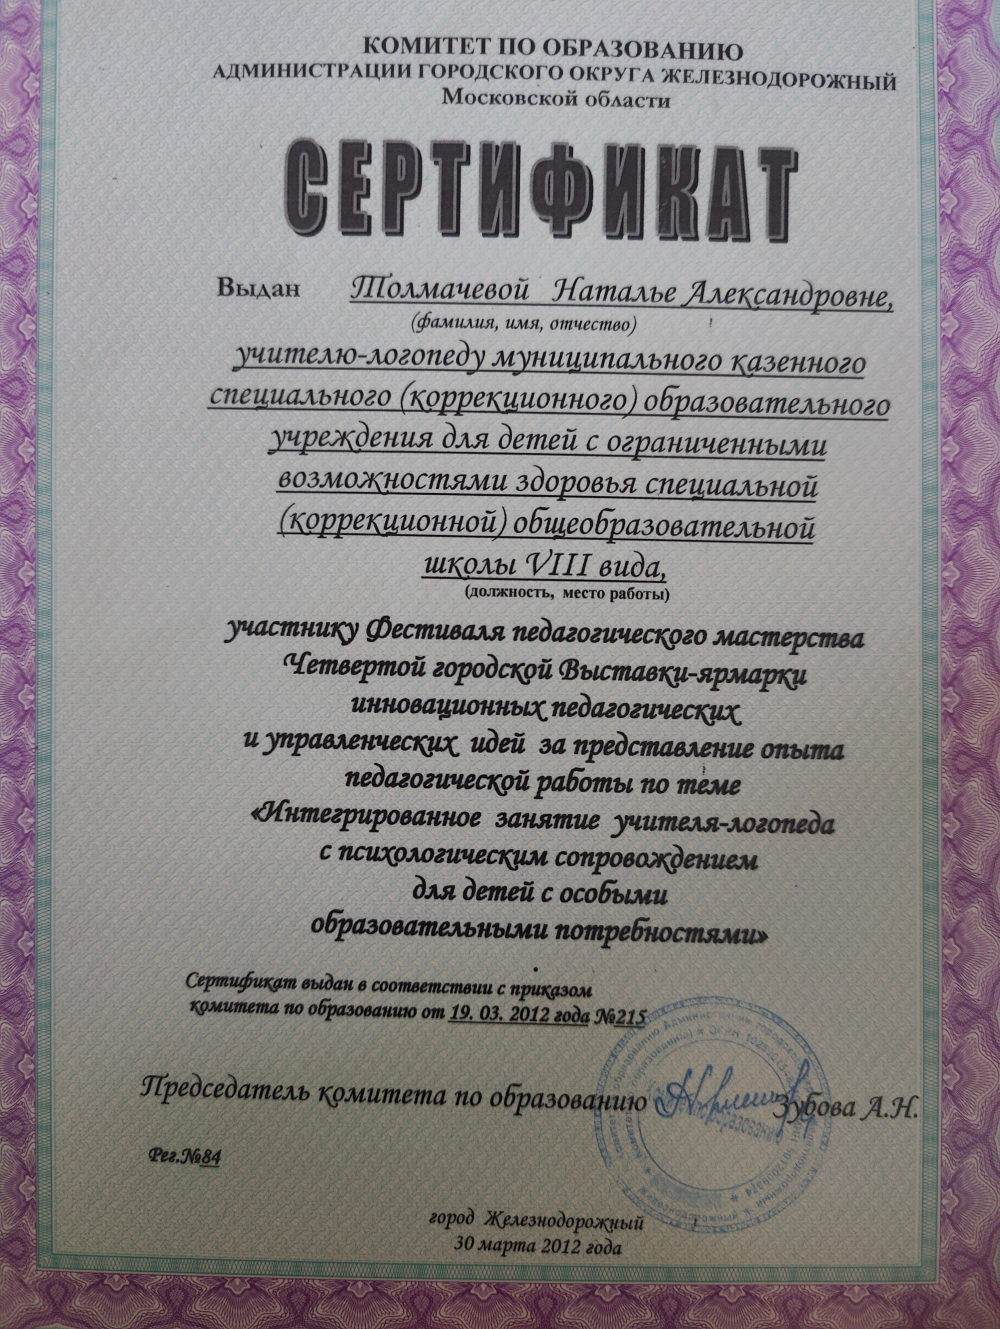 КОМИТЕТ ПО ОБРАЗОВАНИЮ
АДМИНИСТРАЦИИ ГОРОДСКОГО ОКРУГА ЖЕЛЕЗНОДОРОЖНЫЙ
Московской области
СЕРТИФИКАТ
Выдан Толмачевой Наталье Александровне,
(фамилия, имя, отчество)
учителю-логопеду муниципального казенного
специального (коррекционного) образовательного
учреждения для детей с ограниченными
возможностями здоровья специальной
(коррекционной) общеобразовательной
школы VIII вида,
(должность, место работы)
участнику Фестиваля педагогического мастерства
Четвертой городской Выставки-ярмарки
инновационных педагогических
и управленческих идей за представление опыта
педагогической работы по теме
«Интегрированное занятие учителя-логопеда
с психологическим сопровождением
для детей с особыми
образовательными потребностями»
Сертификат выдан в соответствии с приказом
комитета по образованию от 19. 03. 2012 года №215
Председатель комитета по образованию Зубова А.Н.
Рег.№84
город Железнодорожный
30 марта 2012 года